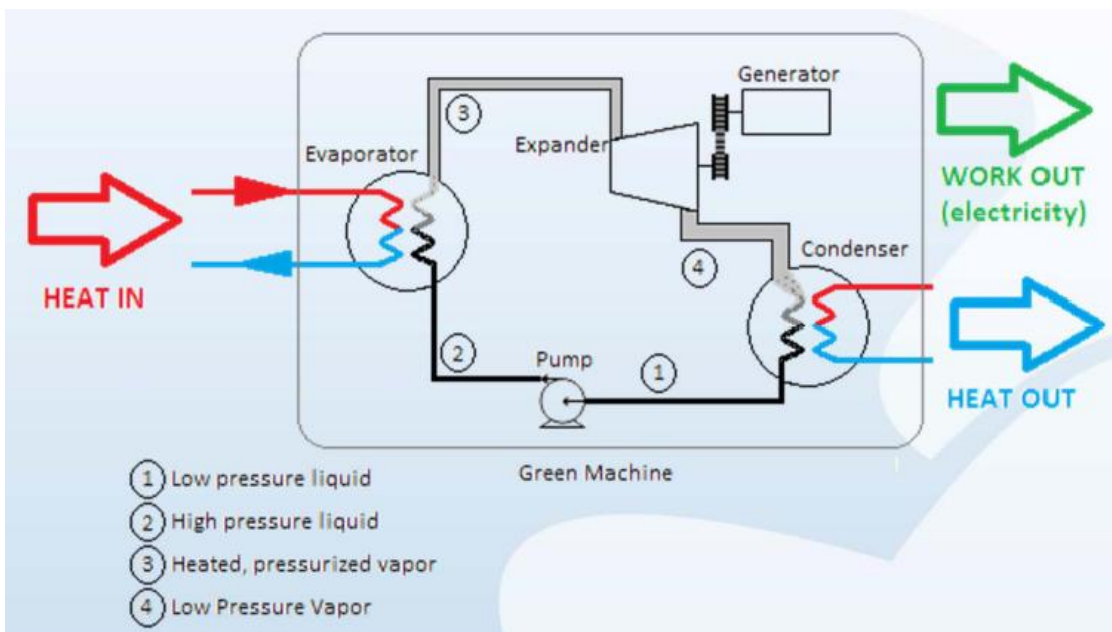 Generator
3
Expander
Evaporator
WORK OUT
(electricity)
4
Condenser
HEAT IN
2
Pump
1
HEAT OUT
Green Machine
1 Low pressure liquid
2 High pressure liquid
3 Heated, pressurized vapor
4 Low Pressure Vapor